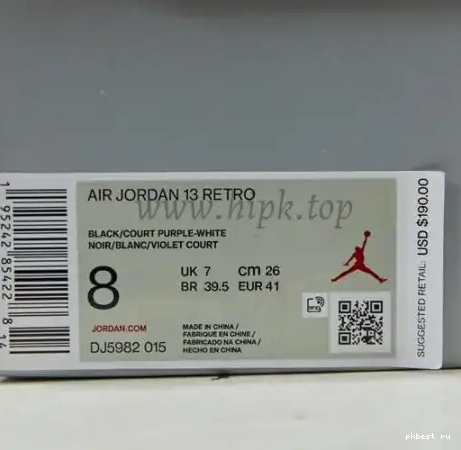 AIR JORDAN 13 RETRO
www.hipk.top
BLACK/COURT PURPLE-WHITE
NOIR/BLANC/VIOLET COURT
8
UK 7 cm 26
BR 39.5 EUR 41
JORDAN.COM
DJ5982 015
MADE IN CHINA /
FABRIQUE EN CHINE /
FABRICADO NA CHINA /
HECHO EN CHINA
SUGGESTED RETAIL: USD $190.00
1 95242 85422 8 14
pkbest ru